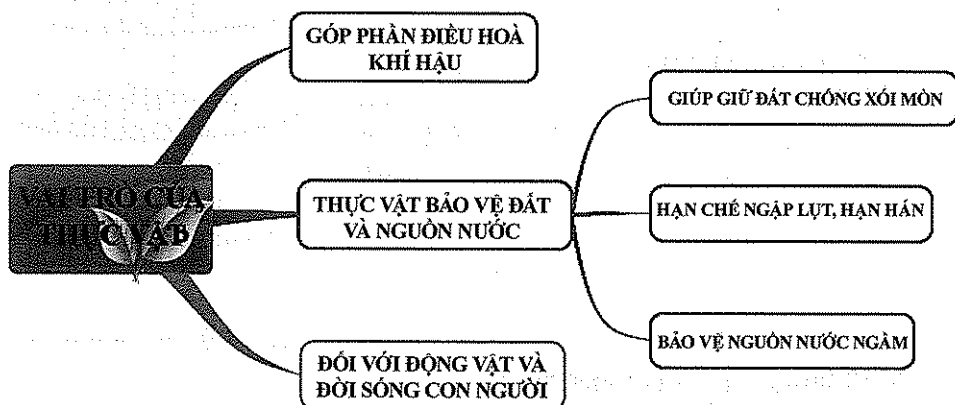 GÓP PHẦN ĐIỀU HOÀ
KHÍ HẬU
VAI TRÒ CỦA
THỰC VẬT
THỰC VẬT BẢO VỆ ĐẤT
VÀ NGUỒN NƯỚC
ĐỐI VỚI ĐỘNG VẬT VÀ
ĐỜI SỐNG CON NGƯỜI
GIÚP GIỮ ĐẤT CHỐNG XÓI MÒN
HẠN CHẾ NGẬP LỤT, HẠN HÁN
BẢO VỆ NGUỒN NƯỚC NGẦM